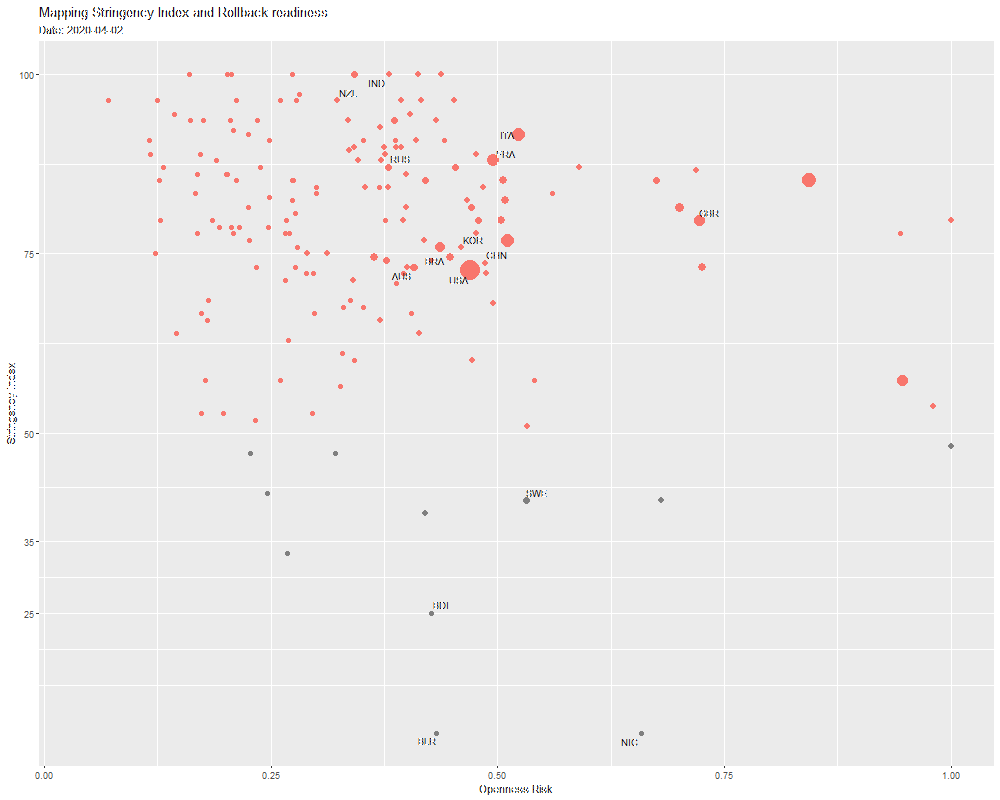 Mapping Stringency Index and Rollback readiness
Date: 2020-04-02
100
IND
NZL
ITA
FRA
RUS
GBR
KOR
75
CHN
BRA
AUS
USA
Stringency Index
50
SWE
35
BDI
25
BLR
NIC
0.00
0.25
0.50
0.75
1.00
Openness Risk